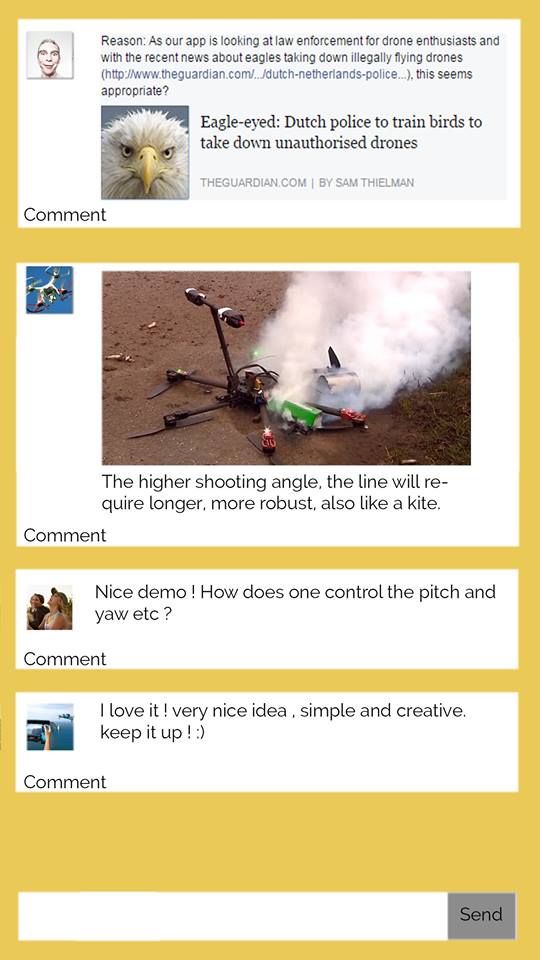 Reason: As our app is looking at law enforcement for drone enthusiasts and
with the recent news about eagles taking down illegally flying drones
(http://www.theguardian.com/.../dutch-netherlands-police...), this seems
appropriate?
Eagle-eyed: Dutch police to train birds to
take down unauthorised drones
THEGUARDIAN.COM | BY SAM THIELMAN
Comment
The higher shooting angle, the line will re-
quire longer, more robust, also like a kite.
Comment
Nice demo ! How does one control the pitch and
yaw etc ?
Comment
I love it ! very nice idea , simple and creative.
keep it up ! :)
Comment
Send